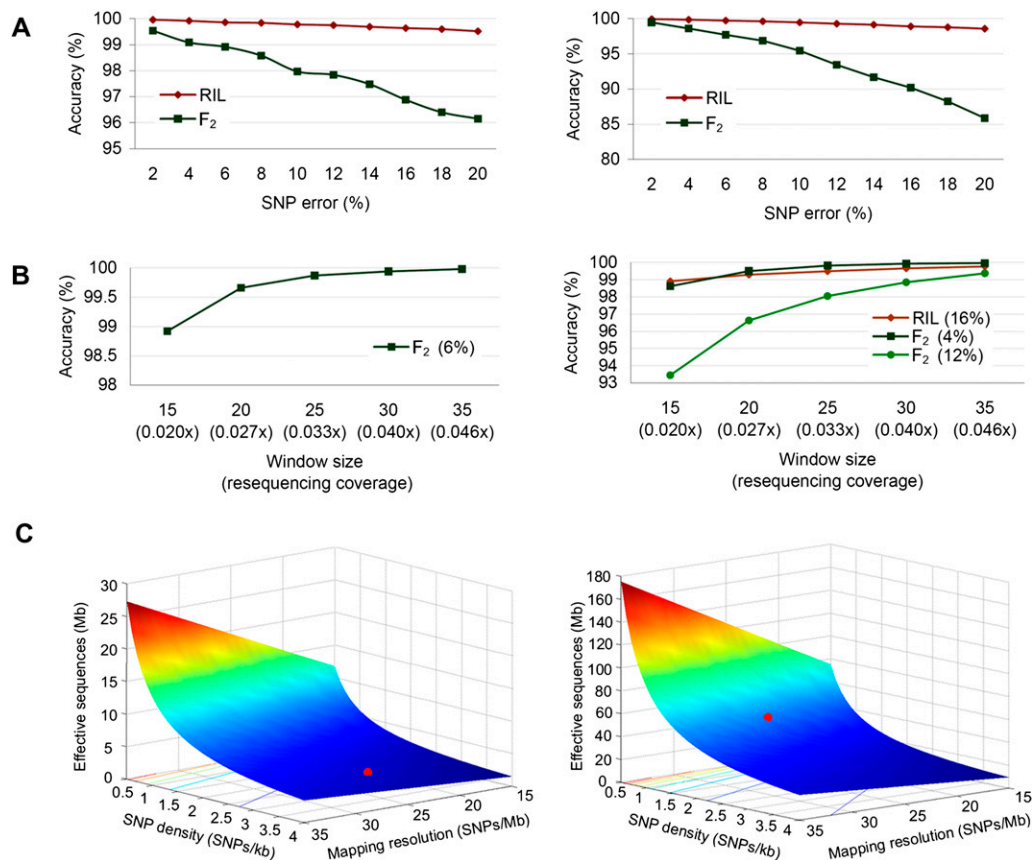 A
Accuracy (%)
100
99
98
97
96
95
RIL
F2
2 4 6 8 10 12 14 16 18 20
SNP error (%)
Accuracy (%)
100
95
90
85
80
RIL
F2
2 4 6 8 10 12 14 16 18 20
SNP error (%)
B
Accuracy (%)
100
99.5
99
98.5
98
F2 (6%)
15 20 25 30 35
(0.020x) (0.027x) (0.033x) (0.040x) (0.046x)
Window size
(resequencing coverage)
Accuracy (%)
100
99
98
97
96
95
94
93
RIL (16%)
F2 (4%)
F2 (12%)
15 20 25 30 35
(0.020x) (0.027x) (0.033x) (0.040x) (0.046x)
Window size
(resequencing coverage)
C
Effective sequences (Mb)
30
25
20
15
10
5
0
0.5 1 1.5 2 2.5 3 3.5 4
SNP density (SNPs/kb)
35 30 25 20 15
Mapping resolution (SNPs/Mb)
Effective sequences (Mb)
180
160
140
120
100
80
60
40
20
0
0.5 1 1.5 2 2.5 3 3.5 4
SNP density (SNPs/kb)
35 30 25 20 15
Mapping resolution (SNPs/Mb)